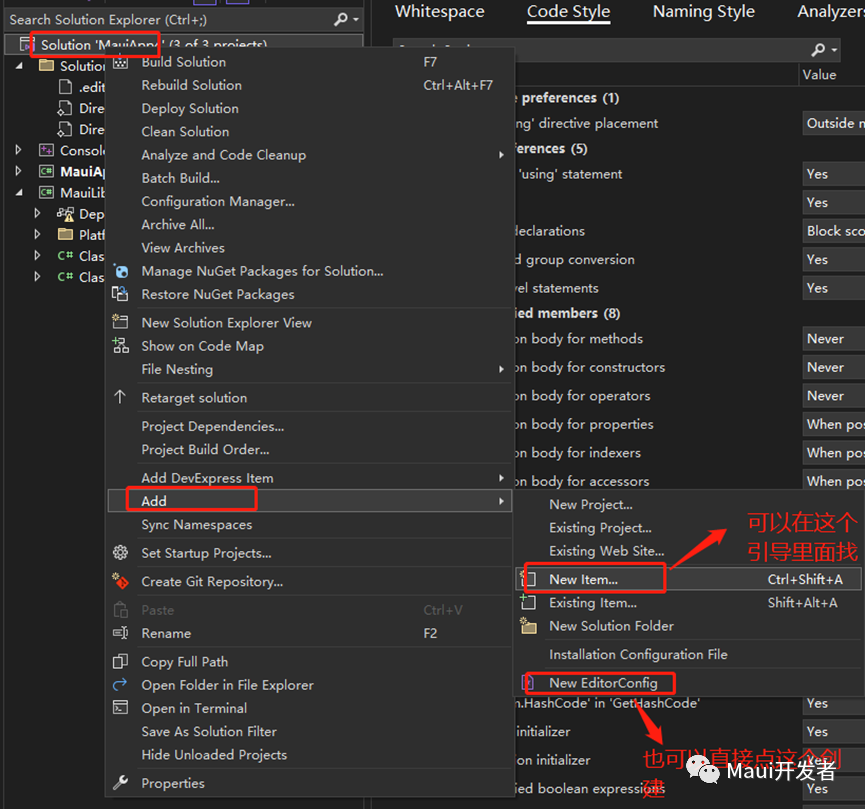 Search Solution Explorer (Ctrl+;)
Solution 'MauiApp (3 of 3 projects)
Solution
.edit
Dire
Dire
Console
MauiAp
MauiLib
Dep
Platf
C# Clas
C# Clas
Build Solution F7
Rebuild Solution Ctrl+Alt+F7
Deploy Solution
Clean Solution
Analyze and Code Cleanup
Batch Build...
Configuration Manager...
Archive All...
View Archives
Manage NuGet Packages for Solution...
Restore NuGet Packages
New Solution Explorer View
Show on Code Map
File Nesting
Retarget solution
Project Dependencies...
Project Build Order...
Add DevExpress Item
Add
Sync Namespaces
Set Startup Projects...
Create Git Repository...
Paste Ctrl+V
Rename F2
Copy Full Path
Open Folder in File Explorer
Open in Terminal
Save As Solution Filter
Hide Unloaded Projects
Properties
Whitespace Code Style Naming Style Analyzers
Value
e preferences (1)
ng' directive placement Outside n
ferences (5)
'using' statement Yes
Yes
declarations Block sco
d group conversion Yes
vel statements Yes
ied members (8)
on body for methods Never
on body for constructors Never
on body for operators Never
on body for properties When pos
on body for indexers When pos
on body for accessors When pos
New Project...
Existing Project...
Existing Web Site...
New Item... Ctrl+Shift+A
Existing Item... Shift+Alt+A
New Solution Folder
Installation Configuration File
New EditorConfig
可以在这个
引导里面找
n.HashCode' in 'GetHashCode' Yes
initializer Yes
on initializer Yes
ied boolean expressions Yes
也可以直接点这个创
建
Maui开发者